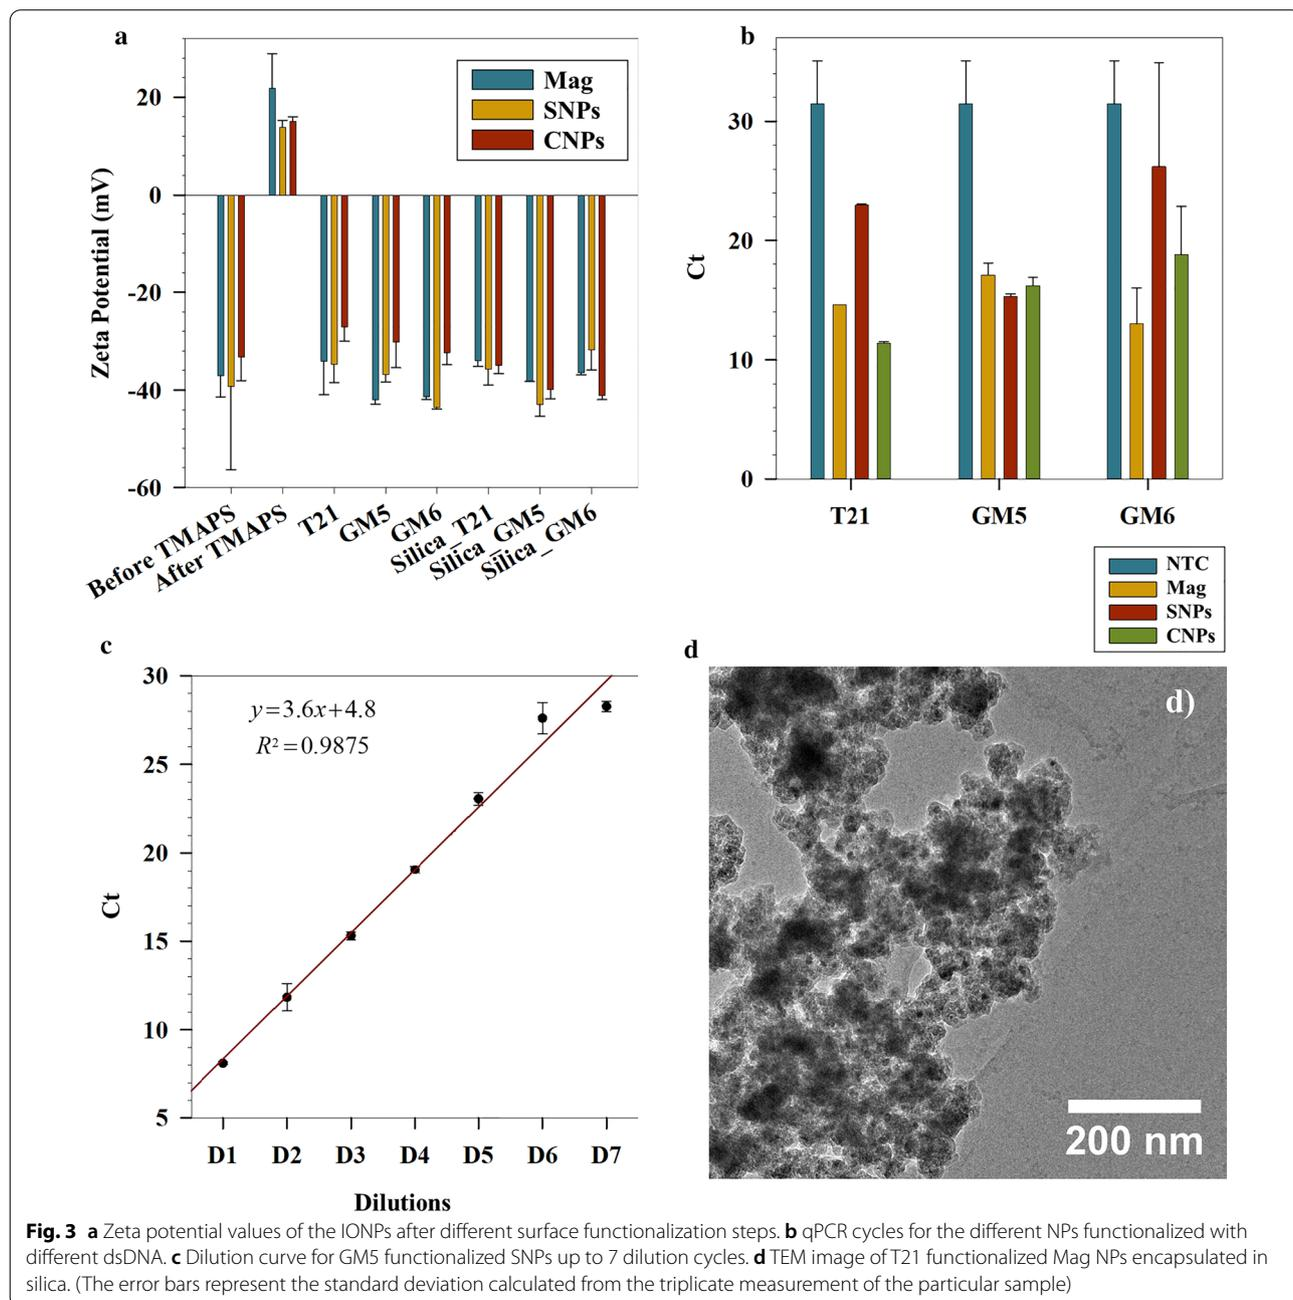 a
Zeta Potential (mV)
20
0
-20
-40
-60
Mag
SNPs
CNPs
Before TMAPS
After TMAPS
T21
GM5
GM6
Silica_T21
Silica_GM5
Silica_GM6
b
Ct
30
20
10
0
T21
GM5
GM6
NTC
Mag
SNPs
CNPs
c
Ct
30
25
20
15
10
5
y=3.6x+4.8
R²=0.9875
D1 D2 D3 D4 D5 D6 D7
Dilutions
d
d)
200 nm
Fig. 3 a Zeta potential values of the IONPs after different surface functionalization steps. b qPCR cycles for the different NPs functionalized with
different dsDNA. c Dilution curve for GM5 functionalized SNPs up to 7 dilution cycles. d TEM image of T21 functionalized Mag NPs encapsulated in
silica. (The error bars represent the standard deviation calculated from the triplicate measurement of the particular sample)